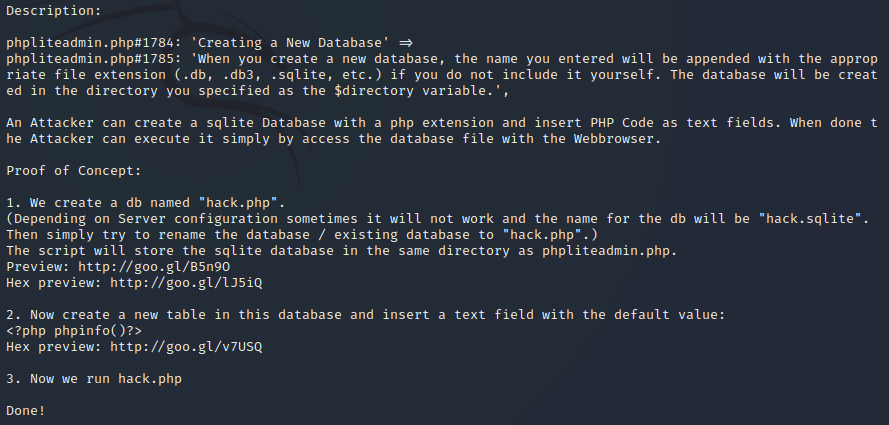 Description:
phpliteadmin.php#1784: 'Creating a New Database' =>
phpliteadmin.php#1785: 'When you create a new database, the name you entered will be appended with the approp
riate file extension (.db, .db3, .sqlite, etc.) if you do not include it yourself. The database will be creat
ed in the directory you specified as the $directory variable.',
An Attacker can create a sqlite Database with a php extension and insert PHP Code as text fields. When done t
he Attacker can execute it simply by access the database file with the Webbrowser.
Proof of Concept:
1. We create a db named "hack.php".
(Depending on Server configuration sometimes it will not work and the name for the db will be "hack.sqlite".
Then simply try to rename the database / existing database to "hack.php".)
The script will store the sqlite database in the same directory as phpliteadmin.php.
Preview: http://goo.gl/B5n9O
Hex preview: http://goo.gl/lJ5iQ
2. Now create a new table in this database and insert a text field with the default value:
<?php phpinfo()?>
Hex preview: http://goo.gl/v7USQ
3. Now we run hack.php
Done!